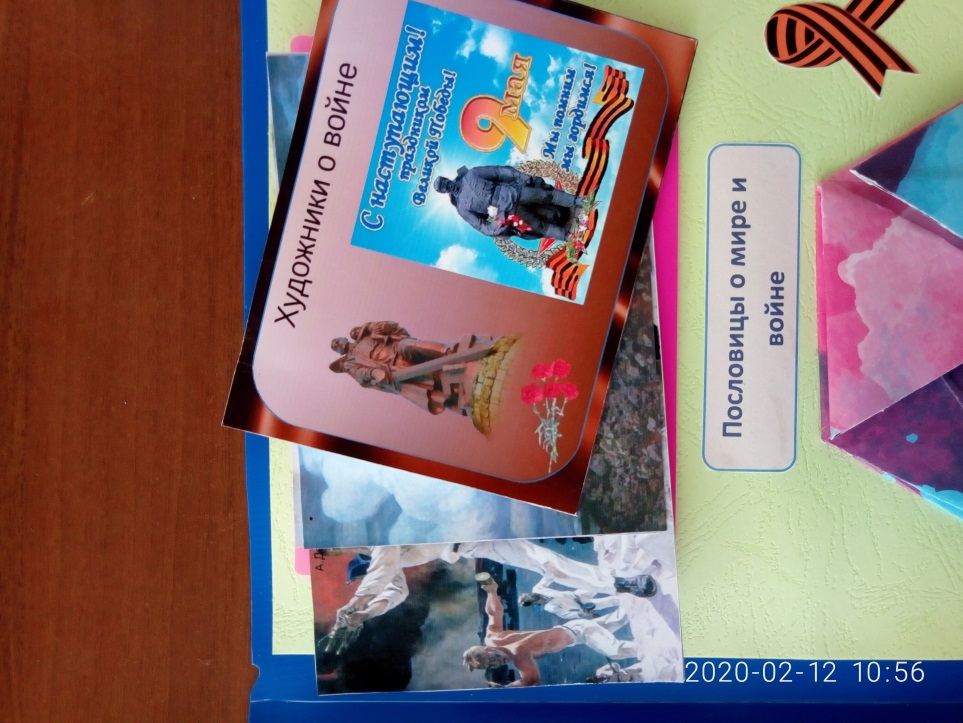 Художники о войне
С наступающим!
праздником
Великой Победы!
9 мая
Мы помним
мы гордимся!
Пословицы о мире и
войне
2020-02-12 10:56